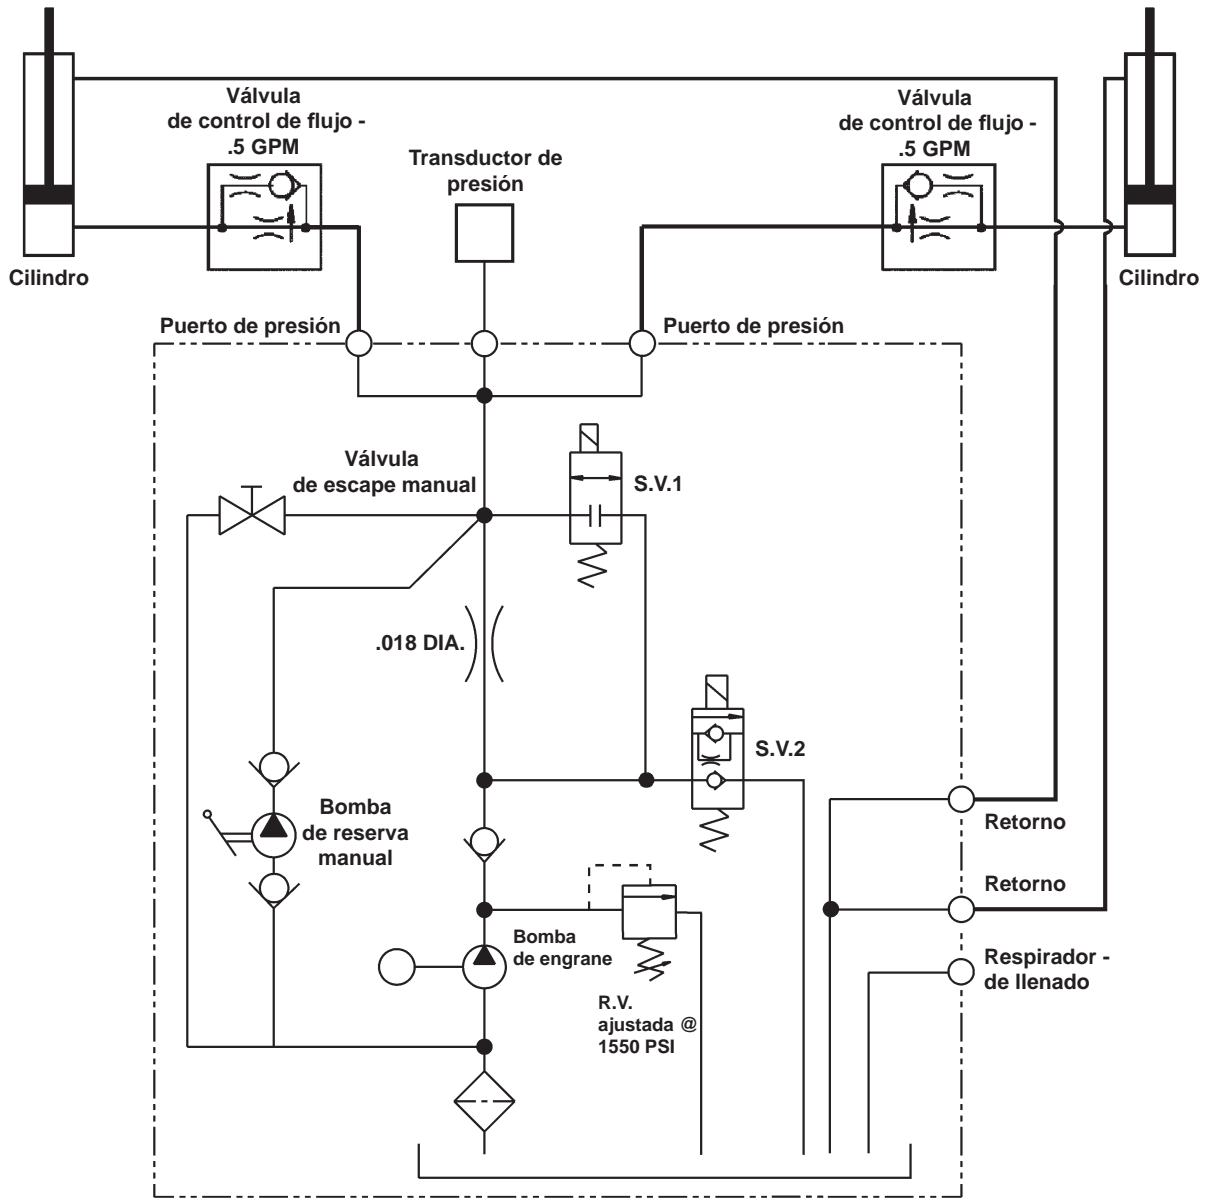 Válvula
de control de flujo -
.5 GPM
Válvula
de control de flujo -
.5 GPM
Transductor de
presión
Cilindro
Cilindro
Puerto de presión
Puerto de presión
Válvula
de escape manual
S.V.1
.018 DIA.
S.V.2
Bomba
de reserva
manual
Retorno
Retorno
Bomba
de engrane
Respirador -
de llenado
R.V.
ajustada @
1550 PSI